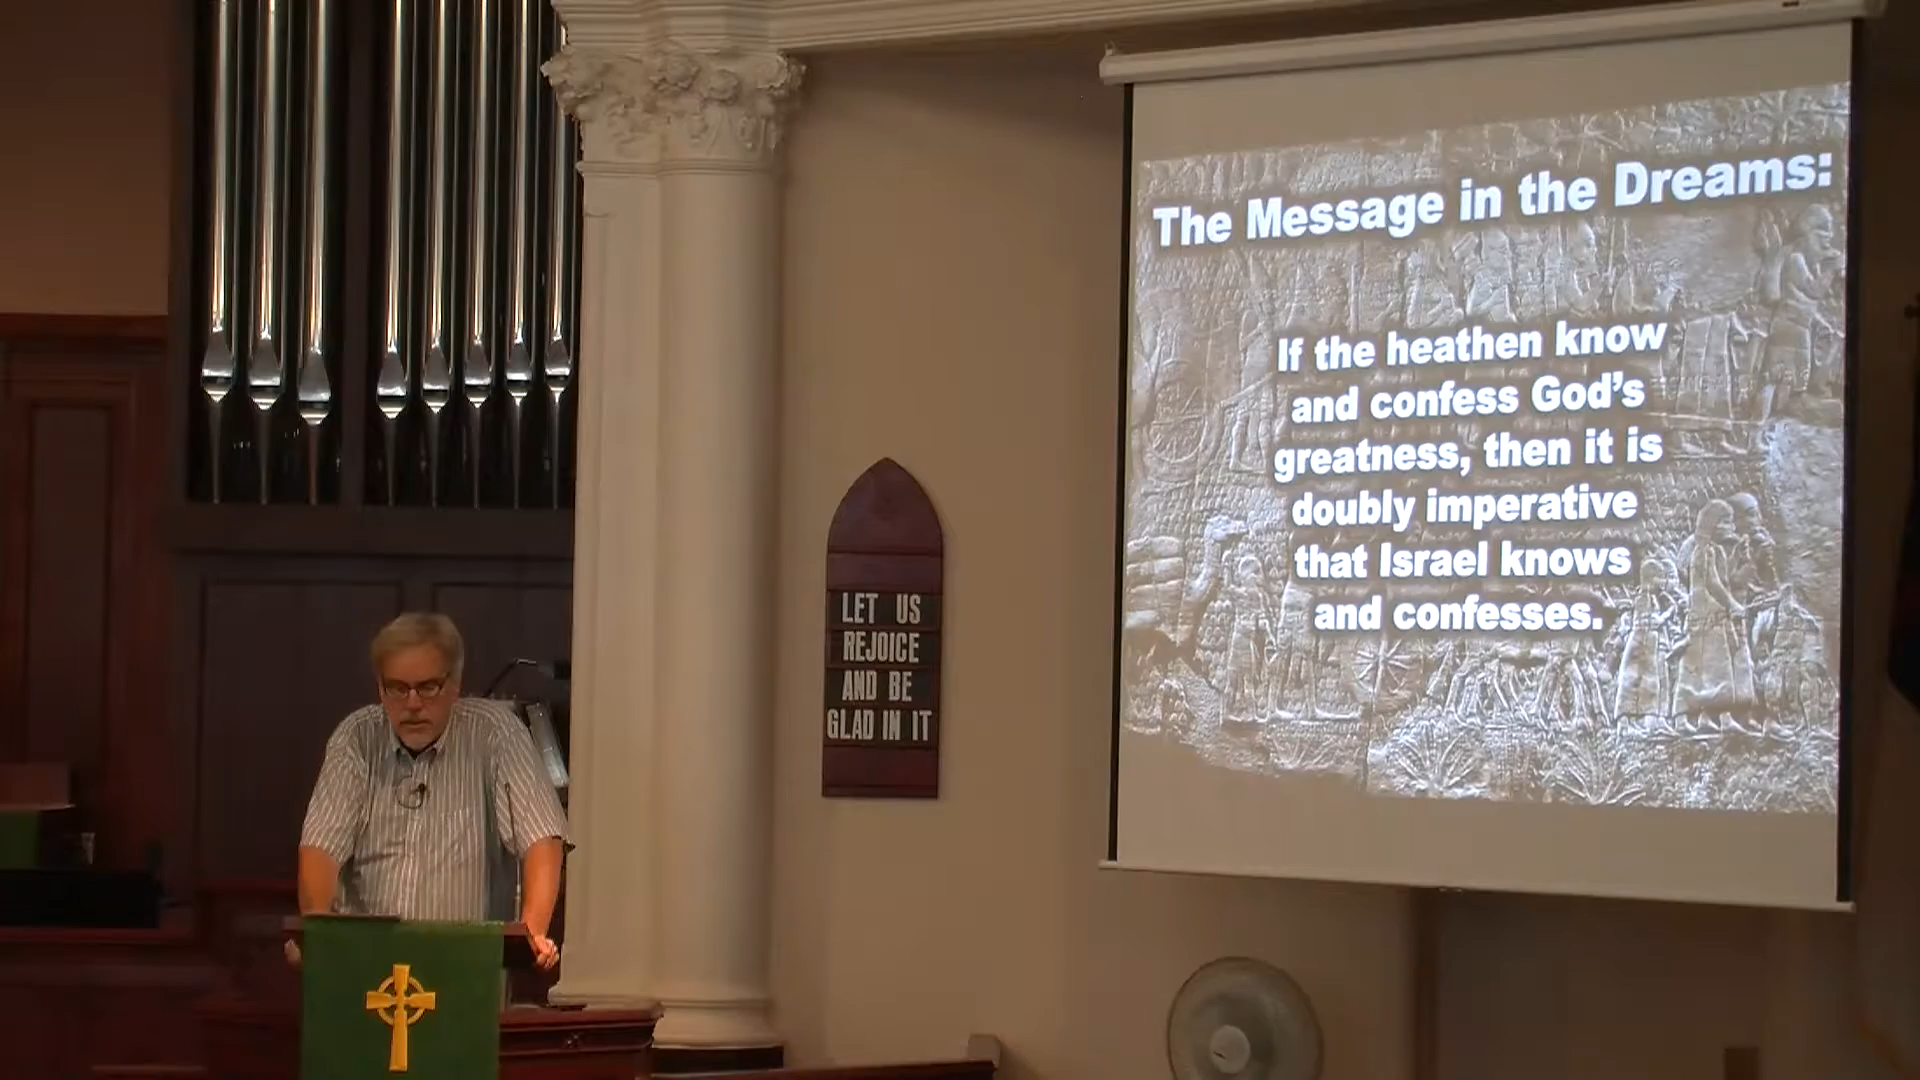 The Message in the Dreams:
If the heathen know
and confess God's
greatness, then it is
doubly imperative
that Israel knows
and confesses.
LET US
REJOICE
AND BE
GLAD IN IT